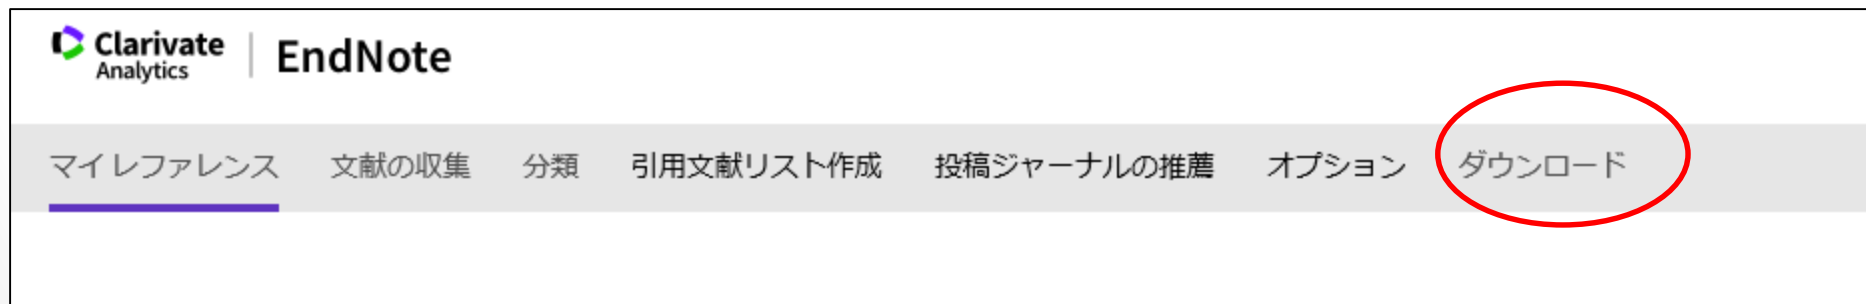 Clarivate
Analytics
EndNote
マイ レファレンス 文献の収集 分類 引用文献リスト作成 投稿ジャーナルの推薦 オプション ダウンロード